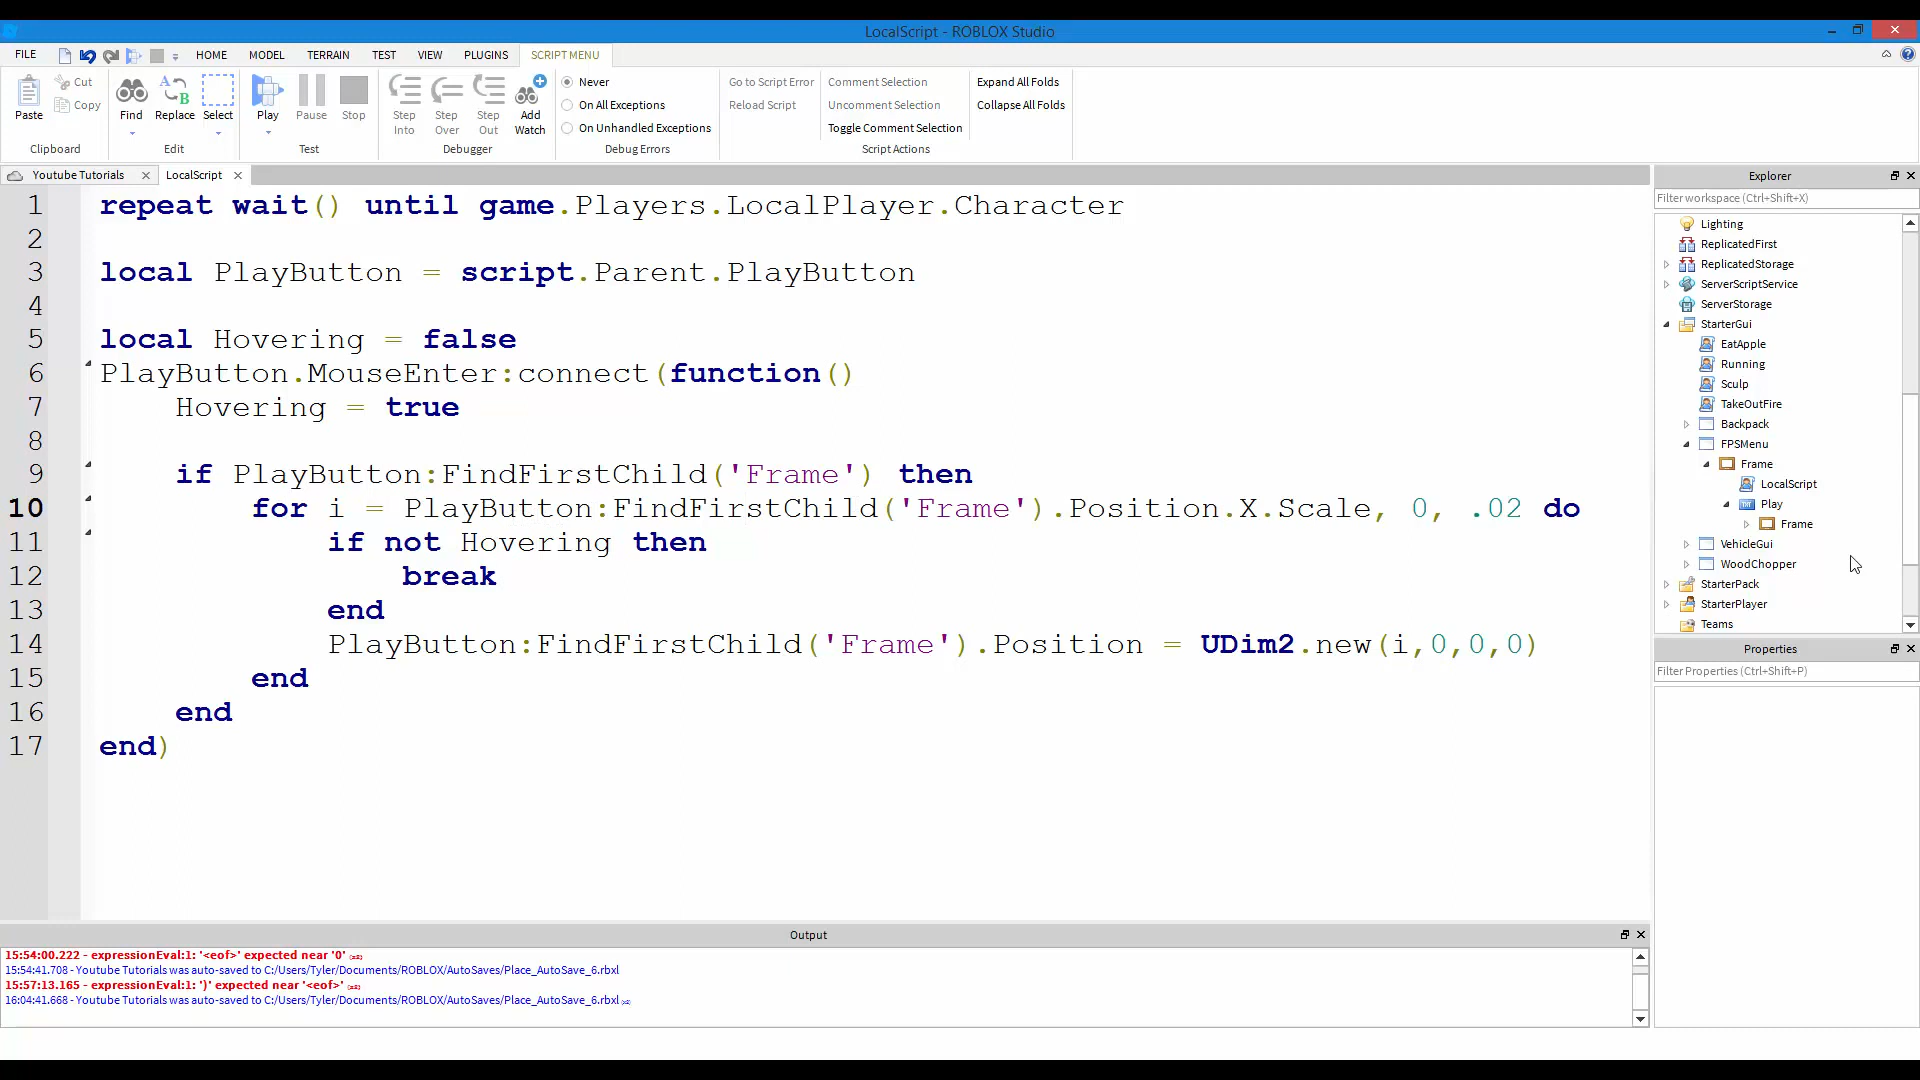 LocalScript - ROBLOX Studio
FILE
HOME
MODEL
TERRAIN
TEST
VIEW
PLUGINS
SCRIPT MENU
Paste
Cut
Copy
Clipboard
Find
Replace
Select
Edit
Play
Pause
Stop
Test
Step Into
Step Over
Step Out
Add Watch
Debugger
Never
On All Exceptions
On Unhandled Exceptions
Debug Errors
Go to Script Error
Reload Script
Comment Selection
Uncomment Selection
Toggle Comment Selection
Script Actions
Expand All Folds
Collapse All Folds
Youtube Tutorials
LocalScript
1 repeat wait() until game.Players.LocalPlayer.Character
2
3 local PlayButton = script.Parent.PlayButton
4
5 local Hovering = false
6 PlayButton.MouseEnter:connect(function()
7 Hovering = true
8
9 if PlayButton:FindFirstChild('Frame') then
10 for i = PlayButton:FindFirstChild('Frame').Position.X.Scale, 0, .02 do
11 if not Hovering then
12 break
13 end
14 PlayButton:FindFirstChild('Frame').Position = UDim2.new(i,0,0,0)
15 end
16 end
17 end)
Explorer
Filter workspace (Ctrl+Shift+X)
Lighting
ReplicatedFirst
ReplicatedStorage
ServerScriptService
ServerStorage
StarterGui
EatApple
Running
Sculp
TakeOutFire
Backpack
FPSMenu
Frame
LocalScript
Play
Frame
VehicleGui
WoodChopper
StarterPack
StarterPlayer
Teams
Properties
Filter Properties (Ctrl+Shift+P)
Output
15:54:00.222 - expressionEval:1: '<eof>' expected near '0' (x8)
15:54:41.708 - Youtube Tutorials was auto-saved to C:/Users/Tyler/Documents/ROBLOX/AutoSaves/Place_AutoSave_6.rbxl
15:57:13.165 - expressionEval:1: ')' expected near '<eof>'
16:04:41.668 - Youtube Tutorials was auto-saved to C:/Users/Tyler/Documents/ROBLOX/AutoSaves/Place_AutoSave_6.rbxl